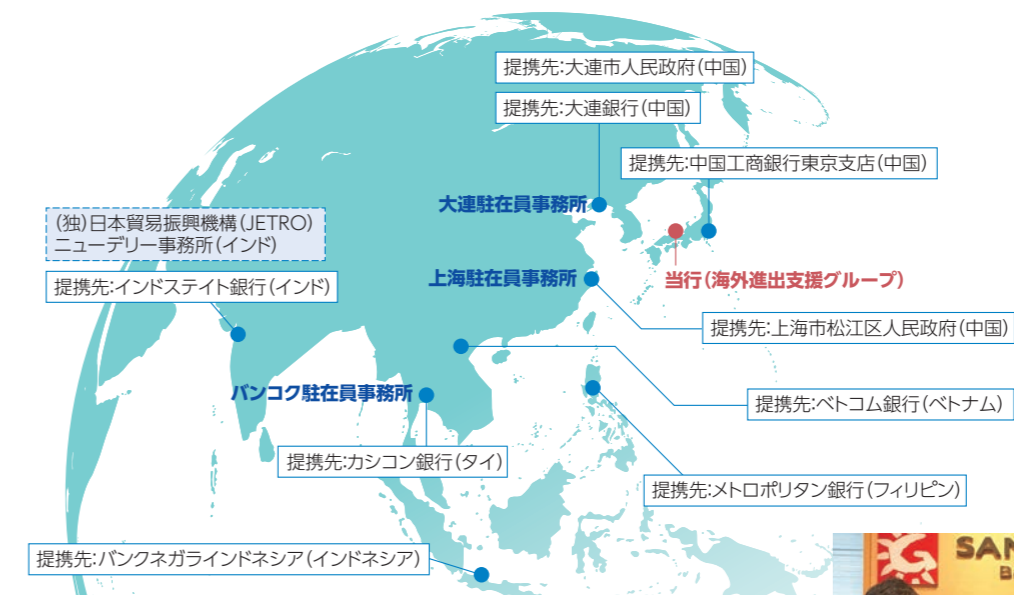 提携先:大連市人民政府(中国)
提携先:大連銀行(中国)
提携先:中国工商銀行東京支店(中国)
大連駐在員事務所
(独)日本貿易振興機構(JETRO)
ニューデリー事務所(インド)
提携先:インドステイト銀行(インド)
上海駐在員事務所
当行(海外進出支援グループ)
提携先:上海市松江区人民政府(中国)
バンコク駐在員事務所
提携先:ベトコム銀行(ベトナム)
提携先:カシコン銀行(タイ)
提携先:メトロポリタン銀行(フィリピン)
提携先:バンクネガラインドネシア(インドネシア)